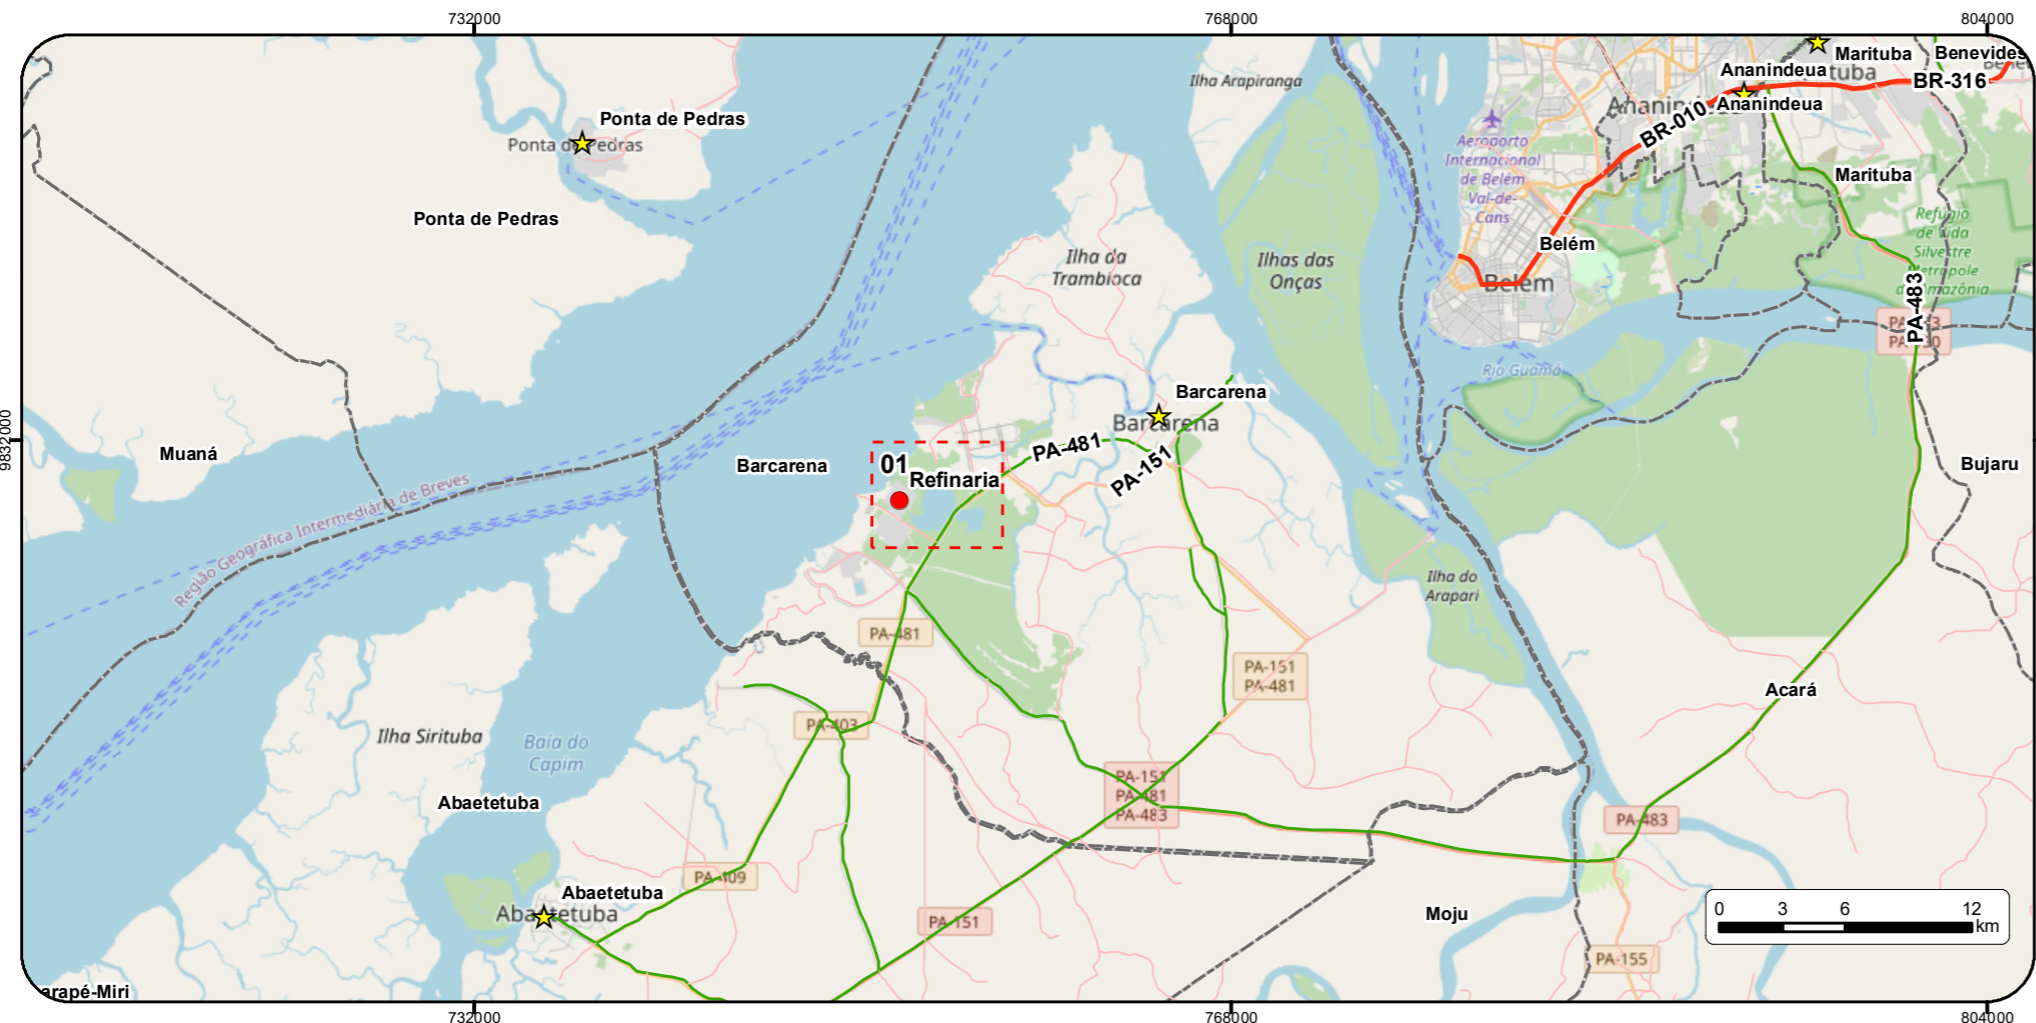 732000
768000
804000
Marituba
Benevides
Ananindeua
BR-316
Ananindeua
BR-010
Ilha Arapiranga
Ponta de Pedras
Ponta de Pedras
Aeroporto
Internacional
de Belém
Val-de-
Cans
Marituba
Ponta de Pedras
Refúgio
de Vida
Silvestre
Metrópole
da Amazônia
Belém
Belém
Ilha da
Trambioca
Ilhas das
Onças
PA-483
Rio Guamá
Barcarena
Barcarena
9832000
Muaná
PA-481
PA-151
Barcarena
01
Refinaria
Bujaru
Região Geográfica Intermediária de Breves
Ilha do
Arapari
PA-481
PA-151
PA-481
Acará
PA-403
Ilha Sirituba
Baia do
Capim
PA-151
PA-481
PA-483
Abaetetuba
PA-483
PA-409
Abaetetuba
Abaetetuba
PA-151
Moju
0 3 6 12
km
PA-155
arapé-Miri
732000
768000
804000